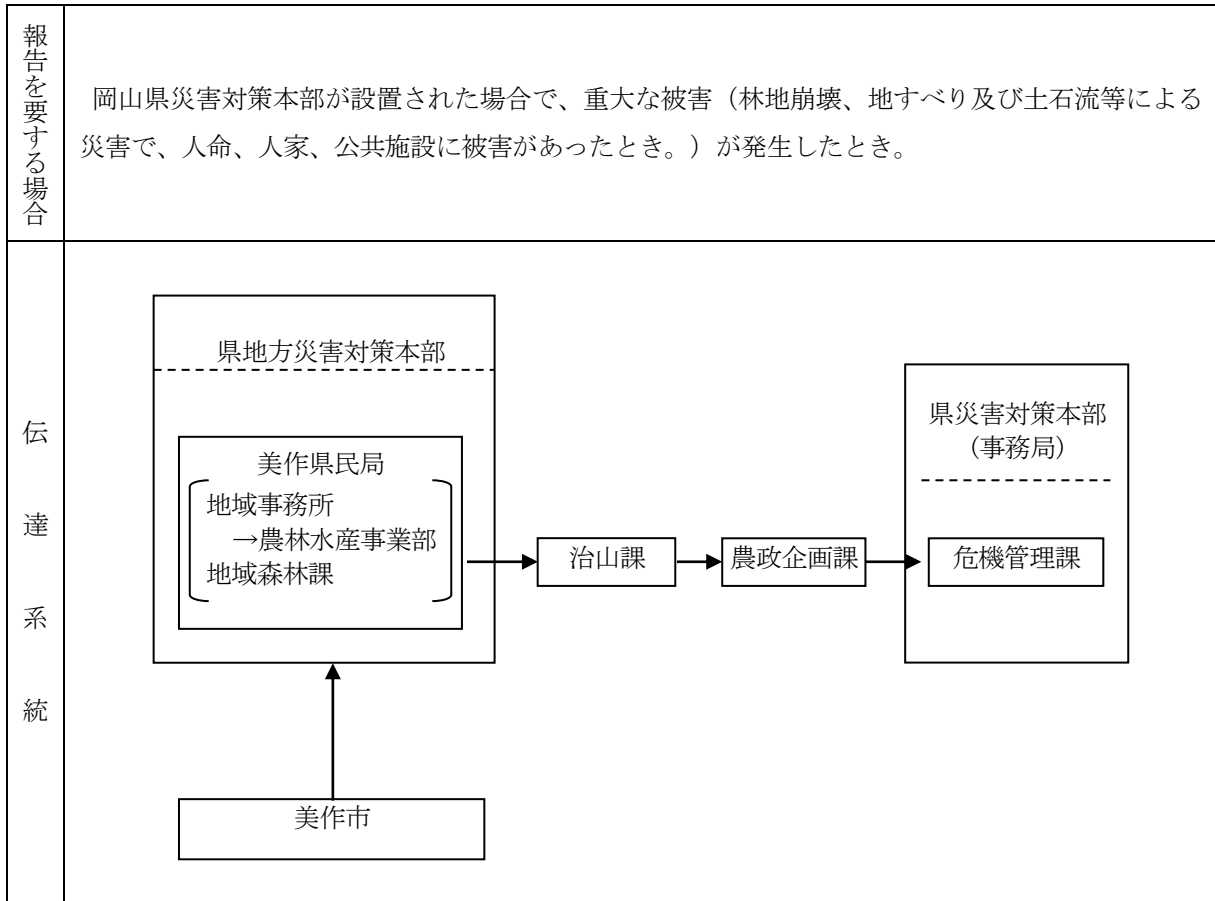 報告を要する場合
岡山県災害対策本部が設置された場合で、重大な被害(林地崩壊、地すべり及び土石流等による
災害で、人命、人家、公共施設に被害があったとき。)が発生したとき。
伝達系統
県地方災害対策本部
美作県民局
地域事務所
→農林水産事業部
地域森林課
治山課
農政企画課
県災害対策本部
(事務局)
危機管理課
美作市